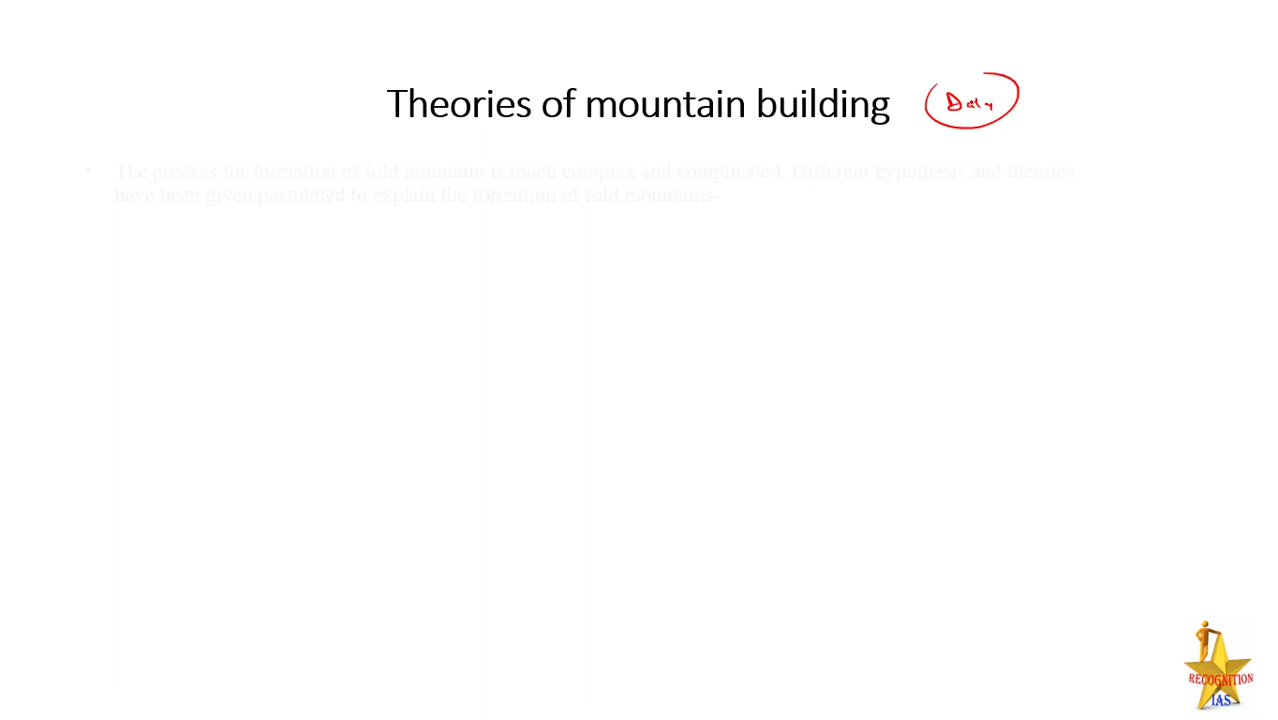 Theories of mountain building
Daly
• The process for formation of fold mountain is much complex and complicated. Different hypothesis and theories
have been given postulated to explain the formation of fold mountains-
RECOGNITION
IAS